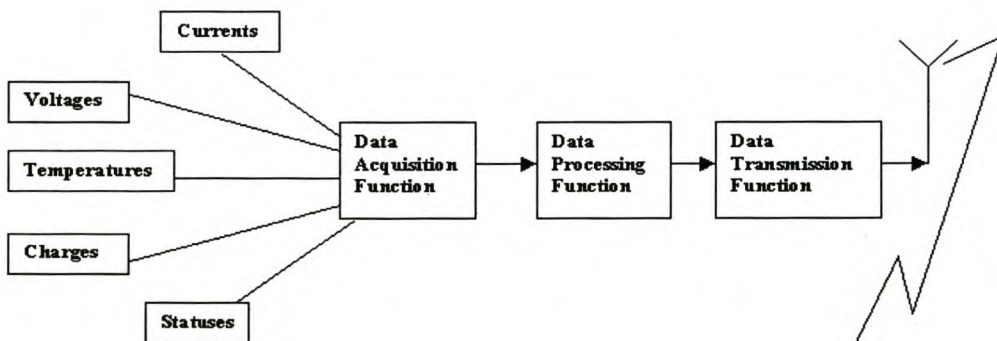 Currents
Voltages
Temperatures
Charges
Statuses
Data
Acquisition
Function
Data
Processing
Function
Data
Transmission
Function